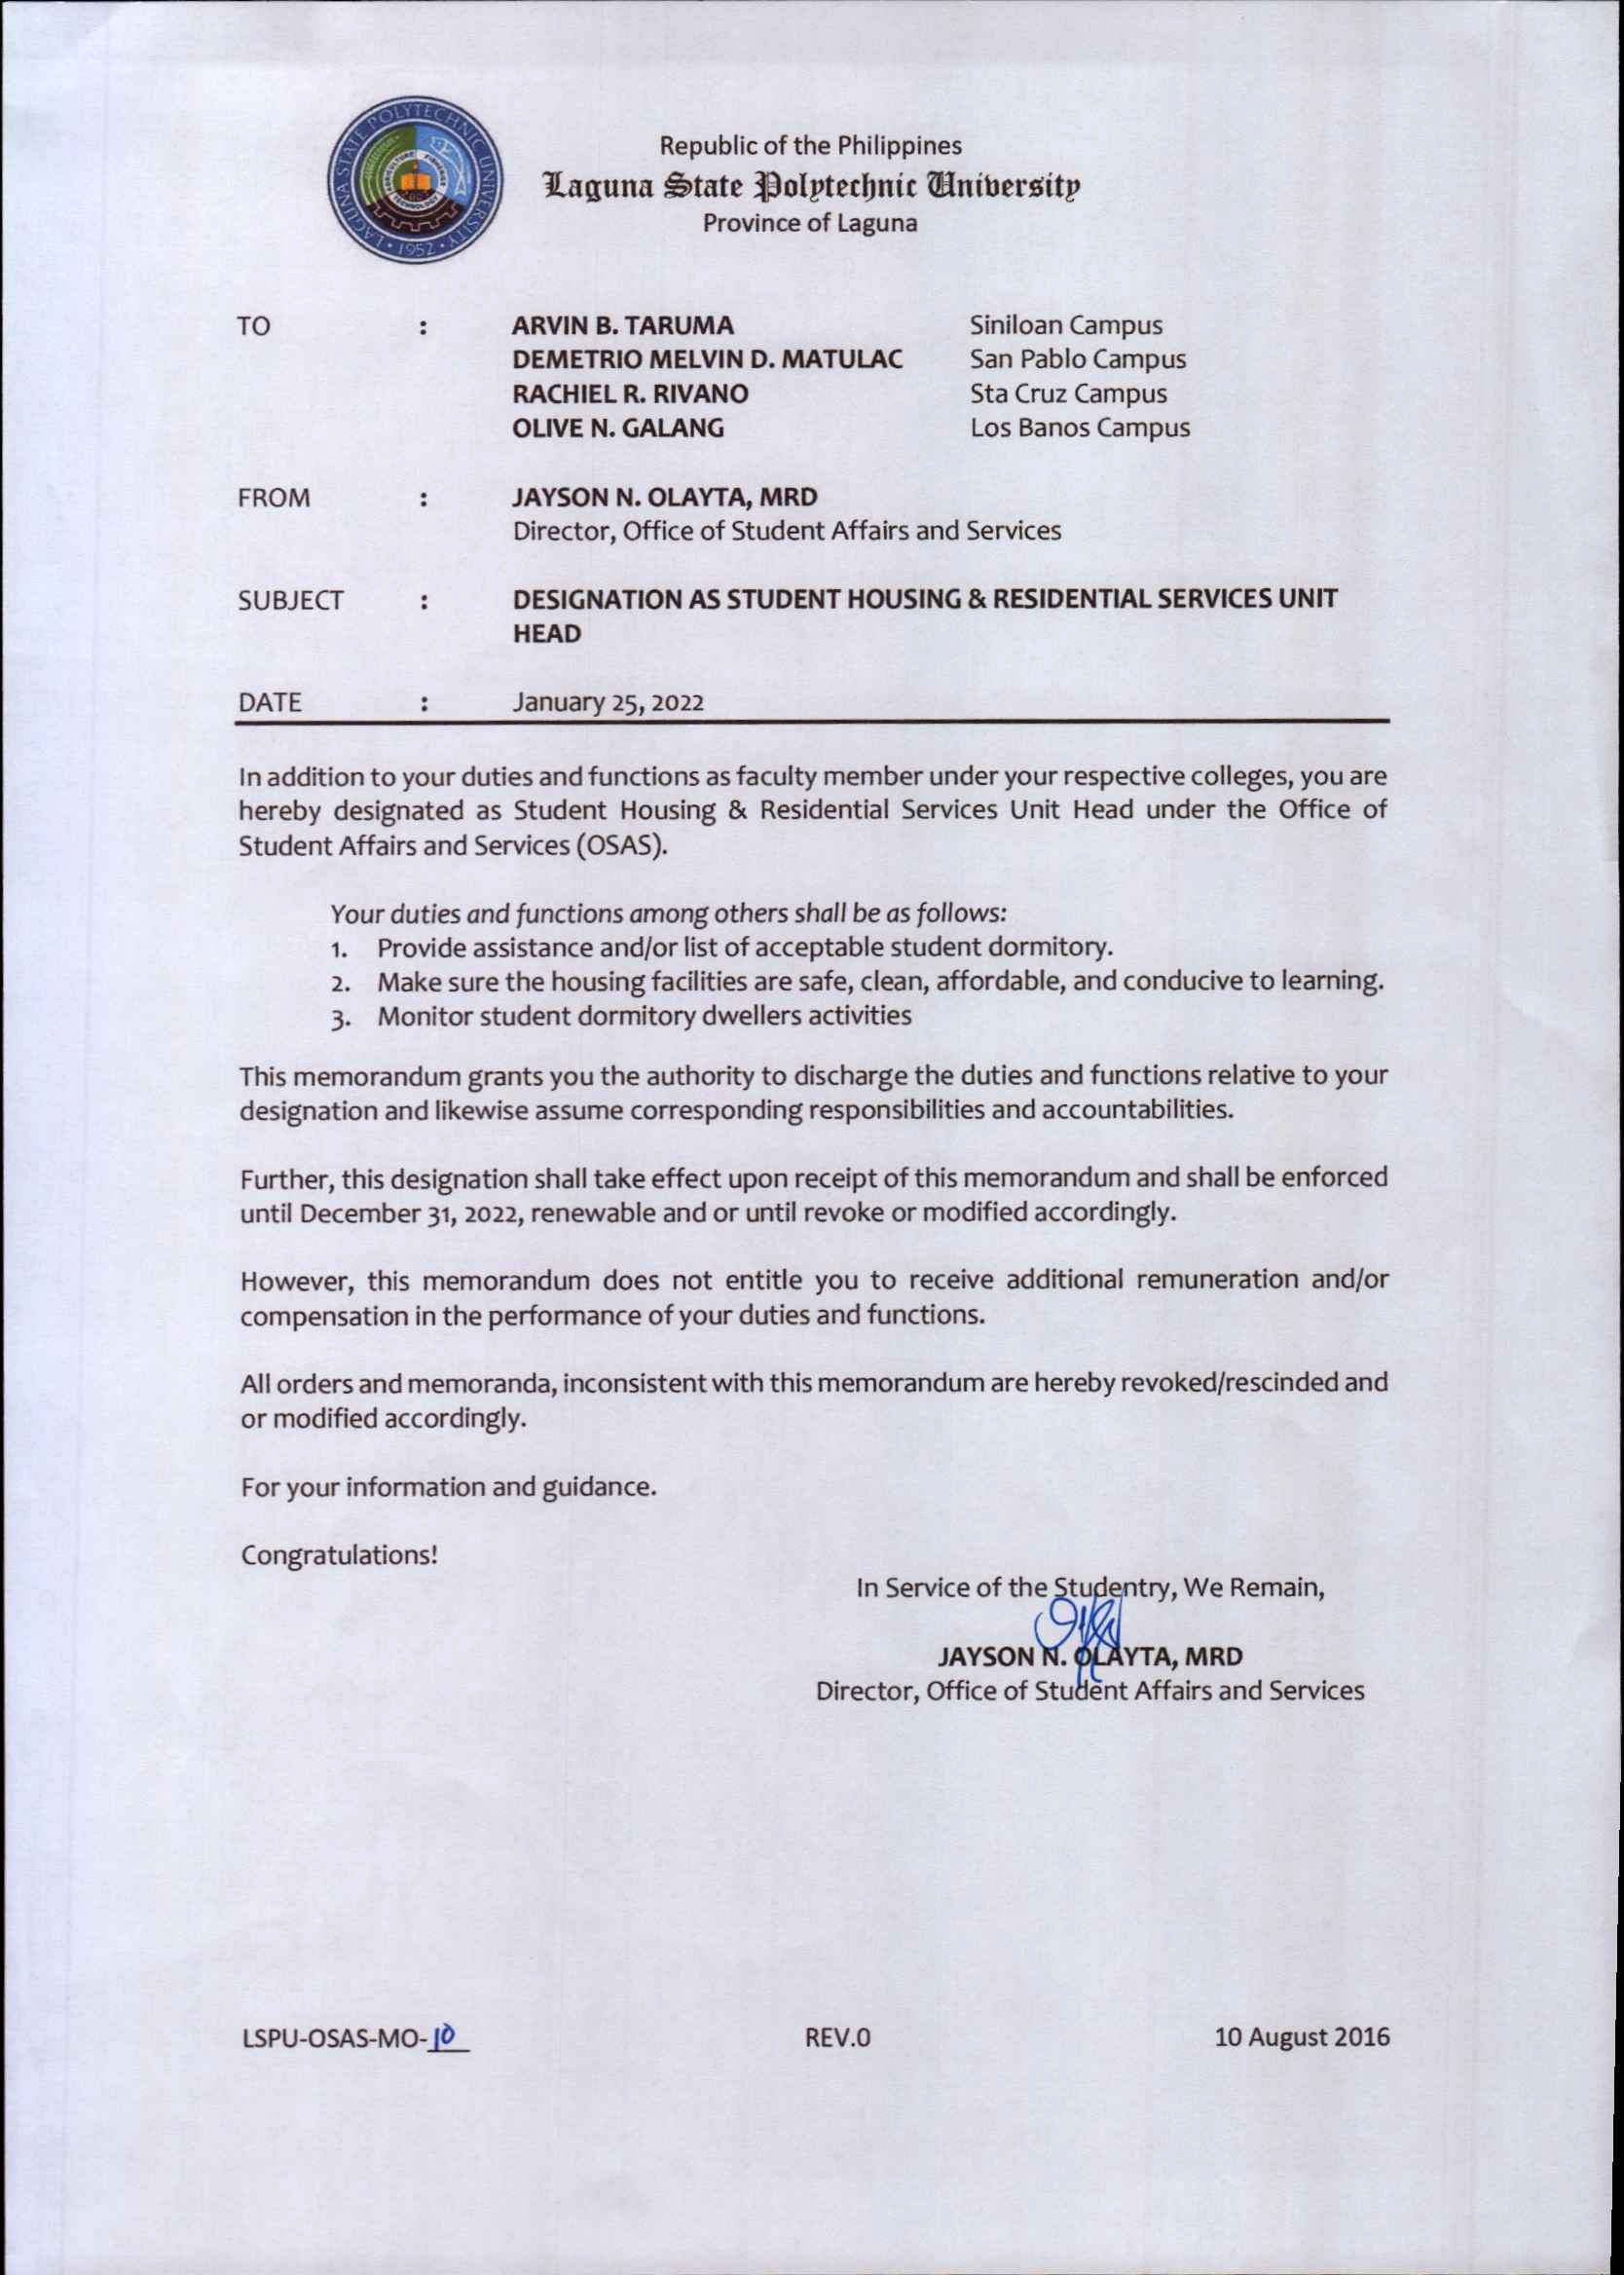 LAGUNA STATE POLYTECHNIC UNIVERSITY
• 1952 •
Republic of the Philippines
Laguna State Polytechnic University
Province of Laguna
TO : ARVIN B. TARUMA Siniloan Campus
DEMETRIO MELVIN D. MATULAC San Pablo Campus
RACHIEL R. RIVANO Sta Cruz Campus
OLIVE N. GALANG Los Banos Campus
FROM : JAYSON N. OLAYTA, MRD
Director, Office of Student Affairs and Services
SUBJECT : DESIGNATION AS STUDENT HOUSING & RESIDENTIAL SERVICES UNIT
HEAD
DATE : January 25, 2022
In addition to your duties and functions as faculty member under your respective colleges, you are
hereby designated as Student Housing & Residential Services Unit Head under the Office of
Student Affairs and Services (OSAS).
Your duties and functions among others shall be as follows:
1. Provide assistance and/or list of acceptable student dormitory.
2. Make sure the housing facilities are safe, clean, affordable, and conducive to learning.
3. Monitor student dormitory dwellers activities
This memorandum grants you the authority to discharge the duties and functions relative to your
designation and likewise assume corresponding responsibilities and accountabilities.
Further, this designation shall take effect upon receipt of this memorandum and shall be enforced
until December 31, 2022, renewable and or until revoke or modified accordingly.
However, this memorandum does not entitle you to receive additional remuneration and/or
compensation in the performance of your duties and functions.
All orders and memoranda, inconsistent with this memorandum are hereby revoked/rescinded and
or modified accordingly.
For your information and guidance.
Congratulations!
In Service of the Studentry, We Remain,
JAYSON N. OLAYTA, MRD
Director, Office of Student Affairs and Services
LSPU-OSAS-MO-10 REV.0 10 August 2016